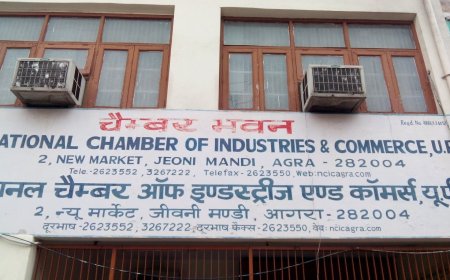 चैम्बर भवन
ATIONAL CHAMBER OF INDUSTRIES & COMMERCE, U.P
2, NEW MARKET, JEONI MANDI, AGRA - 282004
Tele-2623552, 3267222, Telefax-2623550, Web:ncicagra.com
नल चैम्बर ऑफ इण्डस्ट्रीज एण्ड कॉमर्स, यू.पी
2, न्यू मार्केट, जीवनी मण्डी, आगरा-282004
दूरभाष-2623552, 3267222, दूरभाष फैक्स-2623550, वेब: ncicagra.com